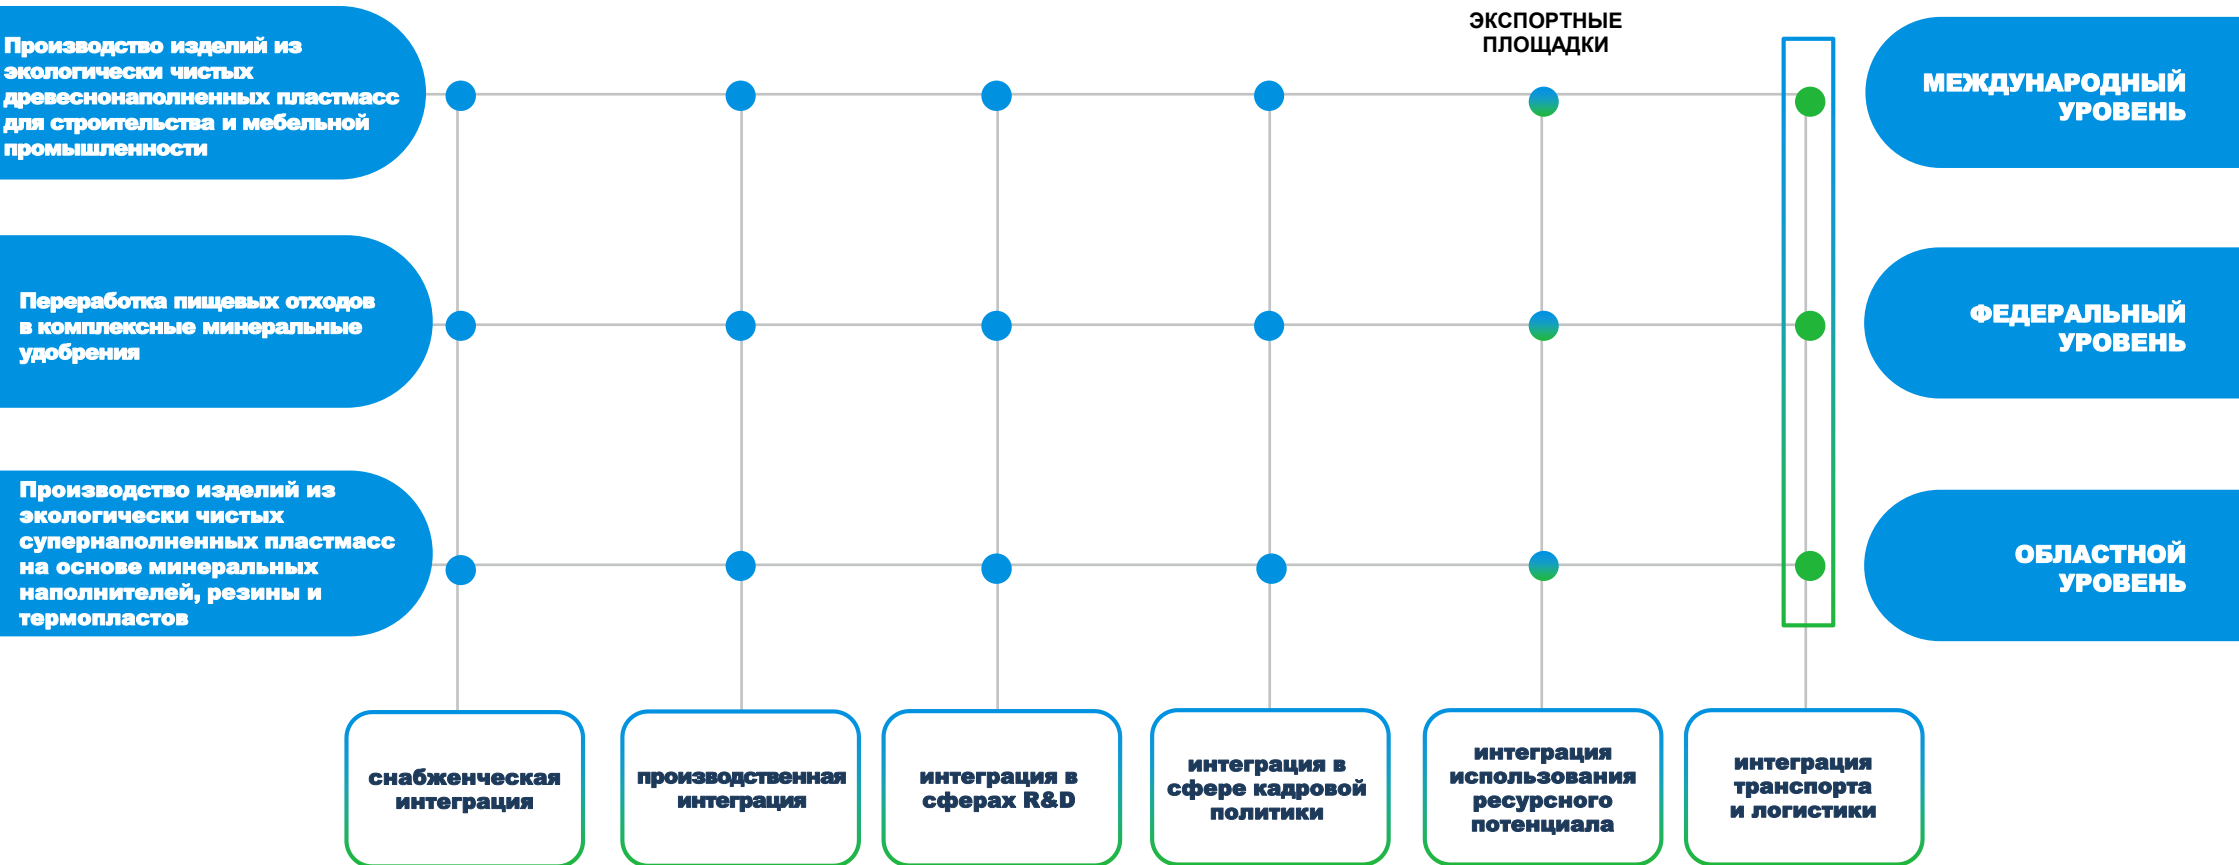 ЭКСПОРТНЫЕ
ПЛОЩАДКИ
Производство изделий из
экологически чистых
древеснонаполненных пластмасс
для строительства и мебельной
промышленности
МЕЖДУНАРОДНЫЙ
УРОВЕНЬ
Переработка пищевых отходов
в комплексные минеральные
удобрения
ФЕДЕРАЛЬНЫЙ
УРОВЕНЬ
Производство изделий из
экологически чистых
супернаполненных пластмасс
на основе минеральных
наполнителей, резины и
термопластов
ОБЛАСТНОЙ
УРОВЕНЬ
снабженческая
интеграция
производственная
интеграция
интеграция в
сферах R&D
интеграция в
сфере кадровой
политики
интеграция
использования
ресурсного
потенциала
интеграция
транспорта
и логистики